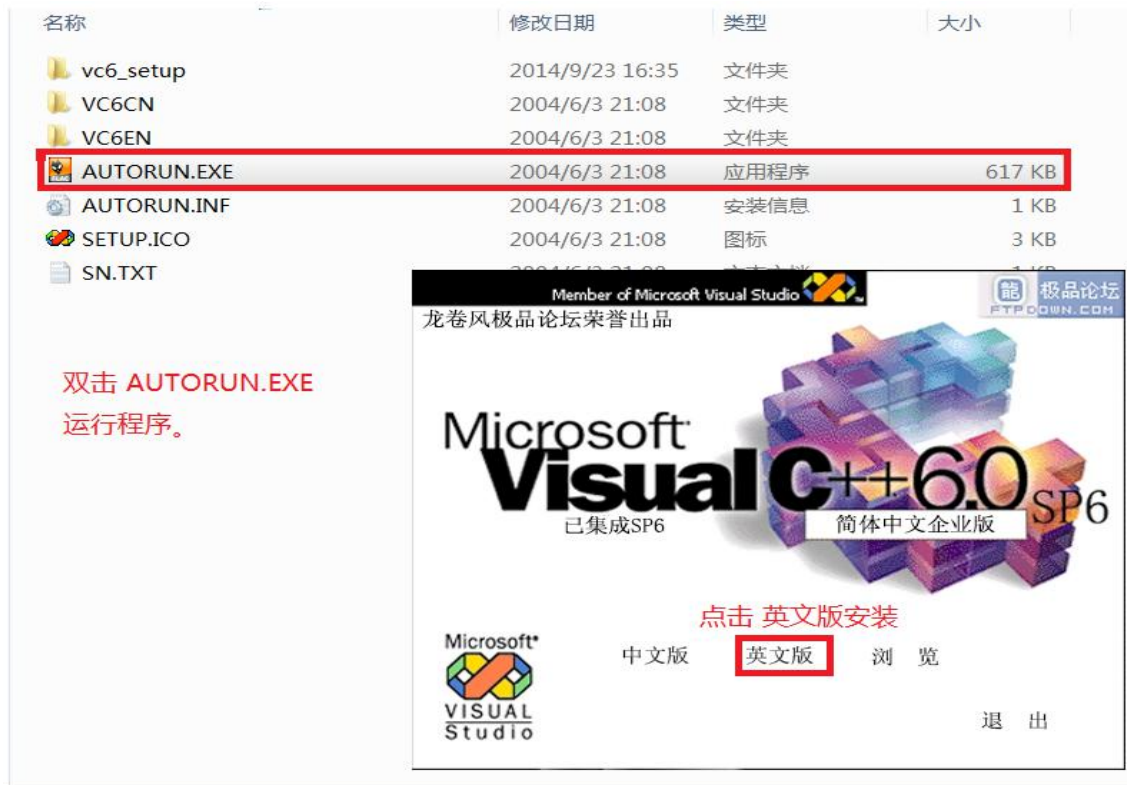 名称 修改日期 类型 大小
vc6_setup 2014/9/23 16:35 文件夹
VC6CN 2004/6/3 21:08 文件夹
VC6EN 2004/6/3 21:08 文件夹
AUTORUN.EXE 2004/6/3 21:08 应用程序 617 KB
AUTORUN.INF 2004/6/3 21:08 安装信息 1 KB
SETUP.ICO 2004/6/3 21:08 图标 3 KB
SN.TXT
Member of Microsoft Visual Studio
龍 极品论坛
FTPDOWN.COM
龙卷风极品论坛荣誉出品
双击 AUTORUN.EXE
运行程序。
Microsoft
Visual C++6.0 SP6
已集成SP6
简体中文企业版
点击 英文版安装
Microsoft
VISUAL
Studio
中文版 英文版 浏 览
退 出